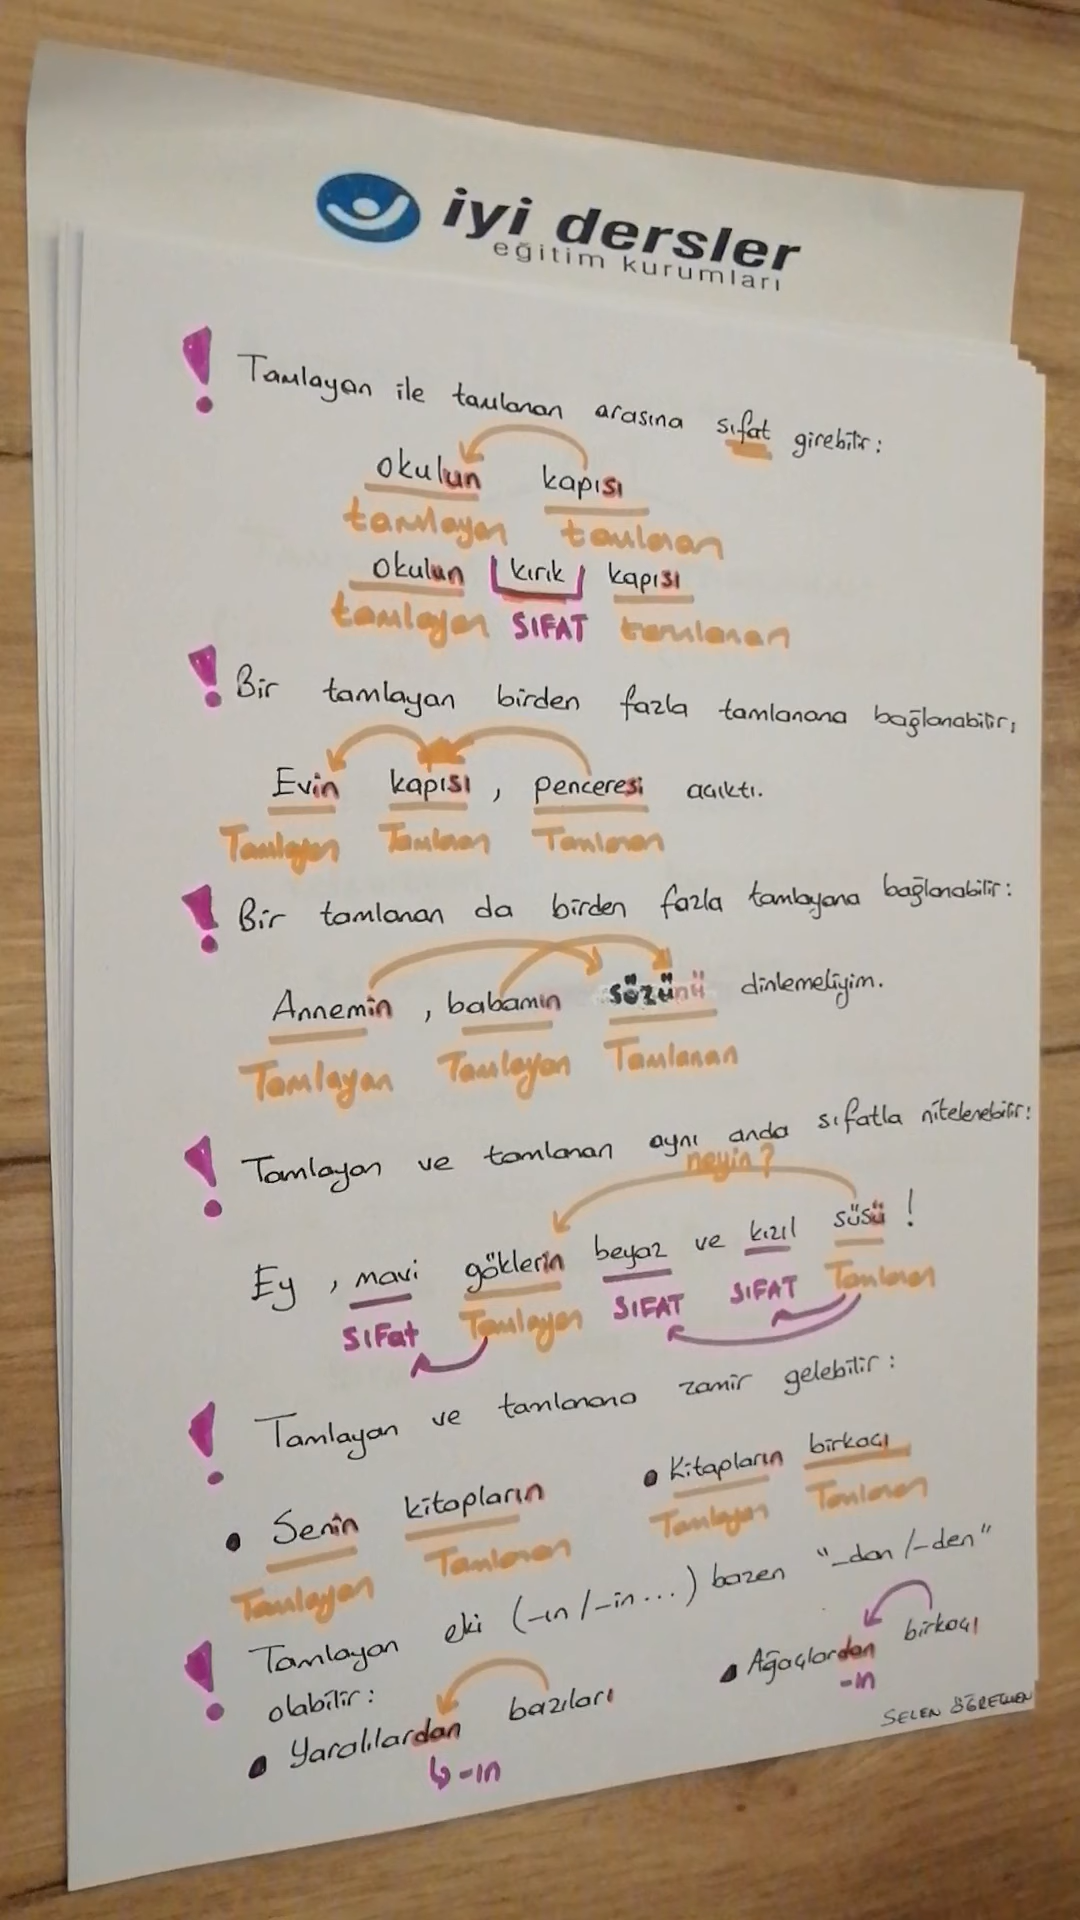 iyi dersler
eğitim kurumları
! Tamlayan ile tamlanan arasına sıfat girebilir:
okulun kapısı
tamlayan tamlanan
okulun kırık kapısı
tamlayan SIFAT tamlanan
! Bir tamlayan birden fazla tamlanana bağlanabilir;
Evin kapısı, penceresi açıktı.
Tamlayan Tamlanan Tamlanan
! Bir tamlanan da birden fazla tamlayana bağlanabilir:
Annemin, babamın sözünü dinlemeliyim.
Tamlayan Tamlayan Tamlanan
! Tamlayan ve tamlanan aynı anda sıfatla nitelenebilir:
neyin?
Ey, mavi göklerin beyaz ve kızıl süsü!
SIFat Tamlayan SIFAT SIFAT Tamlanan
! Tamlayan ve tamlanana zamir gelebilir:
• Senin kitapların • Kitapların birkaçı
Tamlayan Tamlanan Tamlayan Tamlanan
! Tamlayan eki (-ın/-in...) bazen "-dan/-den"
olabilir:
• Yaralılardan bazıları • Ağaçlardan birkaçı
-ın -ın
SELEN ÖĞRETMEN